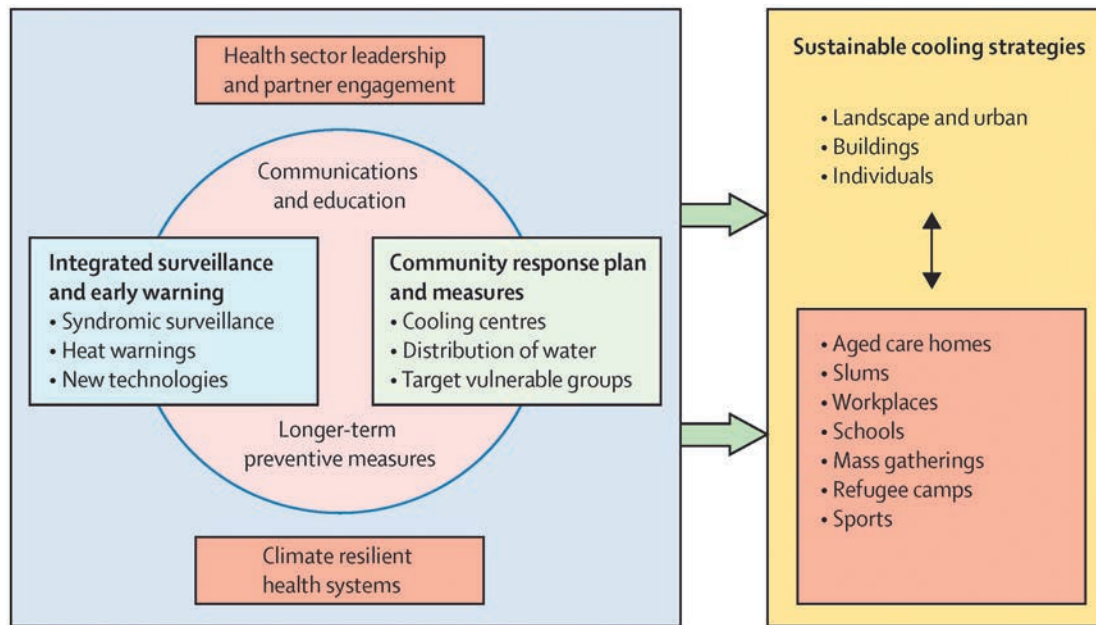 Health sector leadership
and partner engagement
Communications
and education
Integrated surveillance
and early warning
• Syndromic surveillance
• Heat warnings
• New technologies
Community response plan
and measures
• Cooling centres
• Distribution of water
• Target vulnerable groups
Longer-term
preventive measures
Climate resilient
health systems
Sustainable cooling strategies
• Landscape and urban
• Buildings
• Individuals
• Aged care homes
• Slums
• Workplaces
• Schools
• Mass gatherings
• Refugee camps
• Sports